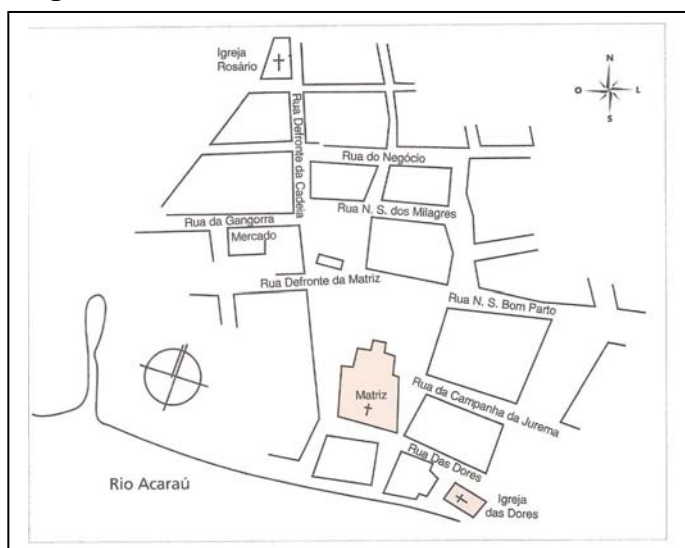 Igreja
Rosário
N
O
L
S
Rua Defronte da Cadeia
Rua do Negócio
Rua N. S. dos Milagres
Rua da Gangorra
Mercado
Rua Defronte da Matriz
Rua N. S. Bom Parto
Matriz
Rua da Campanha da Jurema
Rua Das Dores
Rio Acaraú
Igreja
das Dores